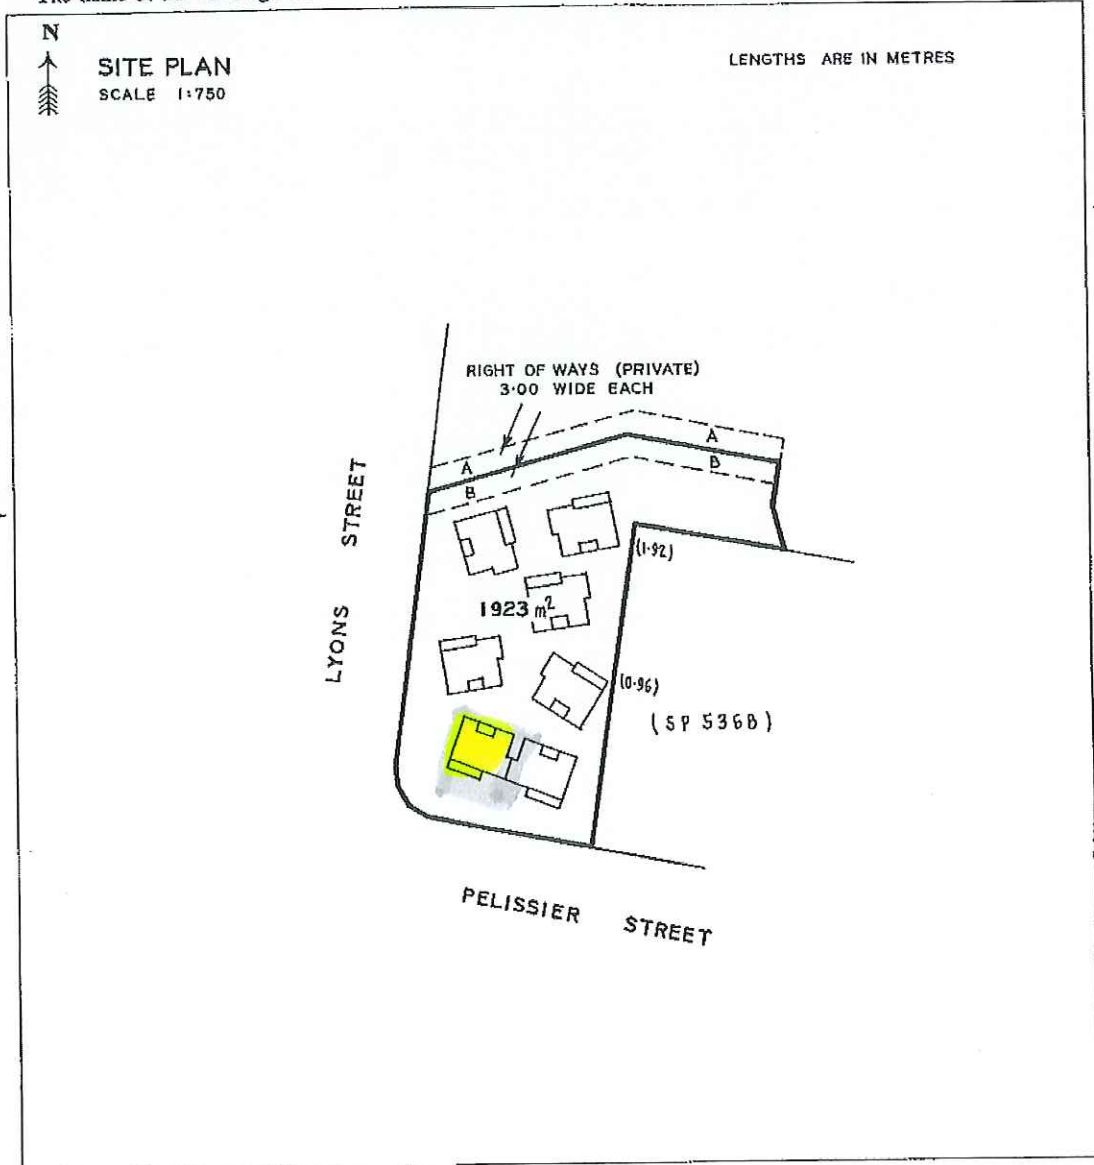 N
SITE PLAN
SCALE 1:750
LENGTHS ARE IN METRES
RIGHT OF WAYS (PRIVATE)
3·00 WIDE EACH
A
A
B
B
LYONS STREET
(1·92)
1923 m²
(0·96)
(SP 5368)
PELISSIER STREET